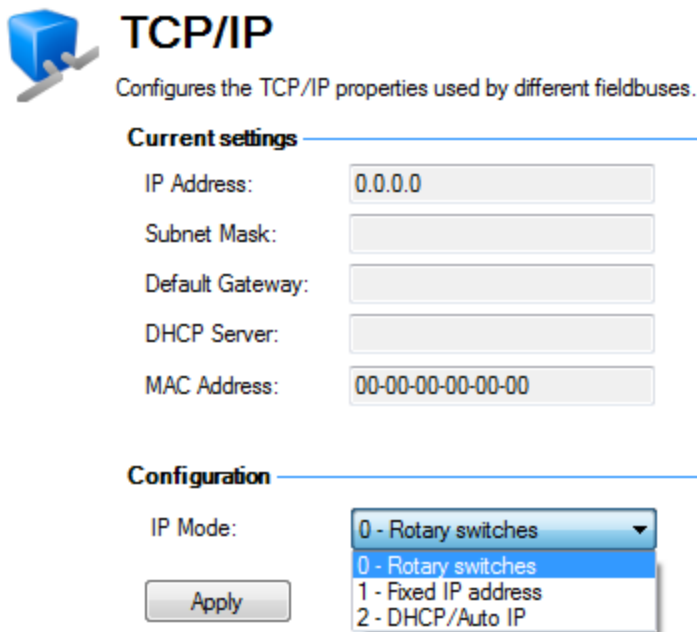 TCP/IP
Configures the TCP/IP properties used by different fieldbuses.
Current settings
IP Address: 0.0.0.0
Subnet Mask:
Default Gateway:
DHCP Server:
MAC Address: 00-00-00-00-00-00
Configuration
IP Mode: 0 - Rotary switches
0 - Rotary switches
1 - Fixed IP address
Apply
2 - DHCP/Auto IP